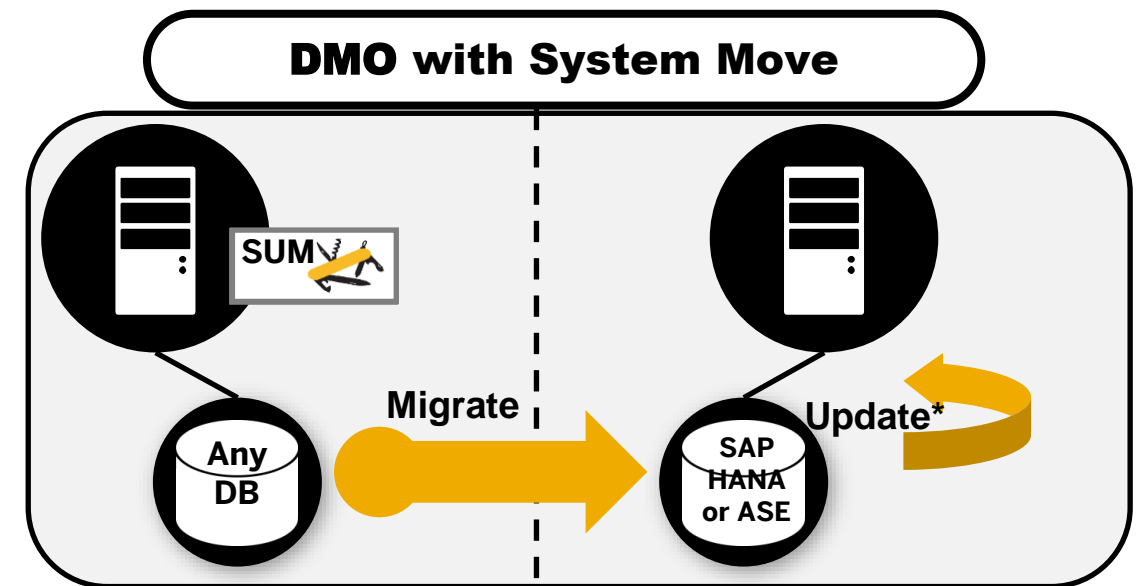 DMO with System Move
SUM
Migrate
Update*
Any
DB
SAP
HANA
or ASE